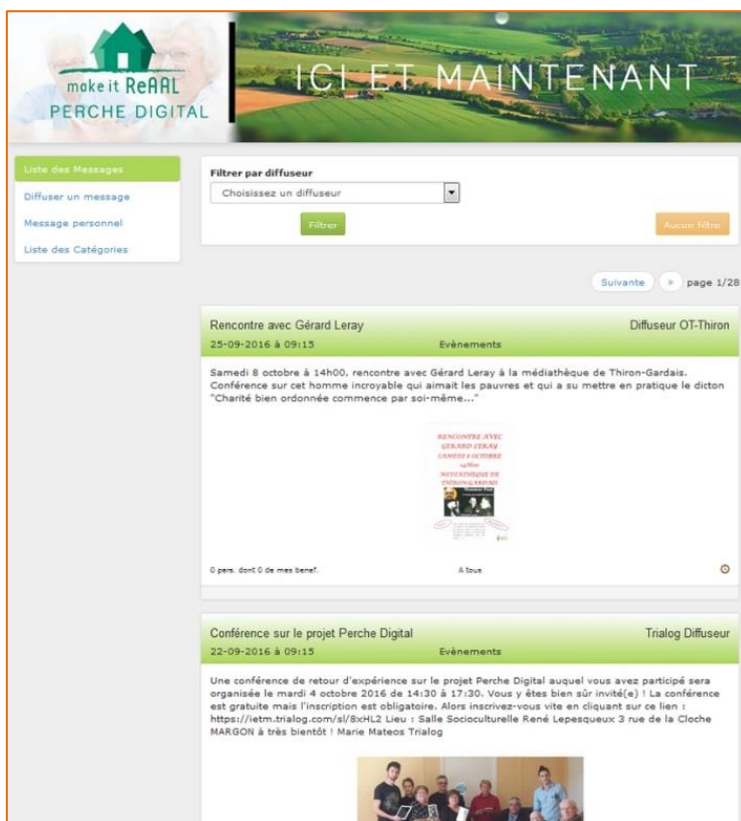 make it ReAAL
PERCHE DIGITAL
ICI ET MAINTENANT
Liste des Messages
Diffuser un message
Message personnel
Liste des Catégories
Filtrer par diffuseur
Choisissez un diffuseur
Filtrer
Aucun filtre
Suivante » page 1/28
Rencontre avec Gérard Leray Diffuseur OT-Thiron
25-09-2016 à 09:15 Evènements
Samedi 8 octobre à 14h00, rencontre avec Gérard Leray à la médiathèque de Thiron-Gardais.
Conférence sur cet homme incroyable qui aimait les pauvres et qui a su mettre en pratique le dicton
"Charité bien ordonnée commence par soi-même..."
RENCONTRE AVEC
GERARD LERAY
SAMEDI 8 OCTOBRE
14H00
MEDIATHEQUE DE
THIRON-GARDAIS
0 pers. dont 0 de mes benef. A tous
Conférence sur le projet Perche Digital Trialog Diffuseur
22-09-2016 à 09:15 Evènements
Une conférence de retour d'expérience sur le projet Perche Digital auquel vous avez participé sera
organisée le mardi 4 octobre 2016 de 14:30 à 17:30. Vous y êtes bien sûr invité(e) ! La conférence
est gratuite mais l'inscription est obligatoire. Alors inscrivez-vous vite en cliquant sur ce lien :
https://ietm.trialog.com/sl/8xHL2 Lieu : Salle Socioculturelle René Lepesqueux 3 rue de la Cloche
MARGON à très bientôt ! Marie Mateos Trialog